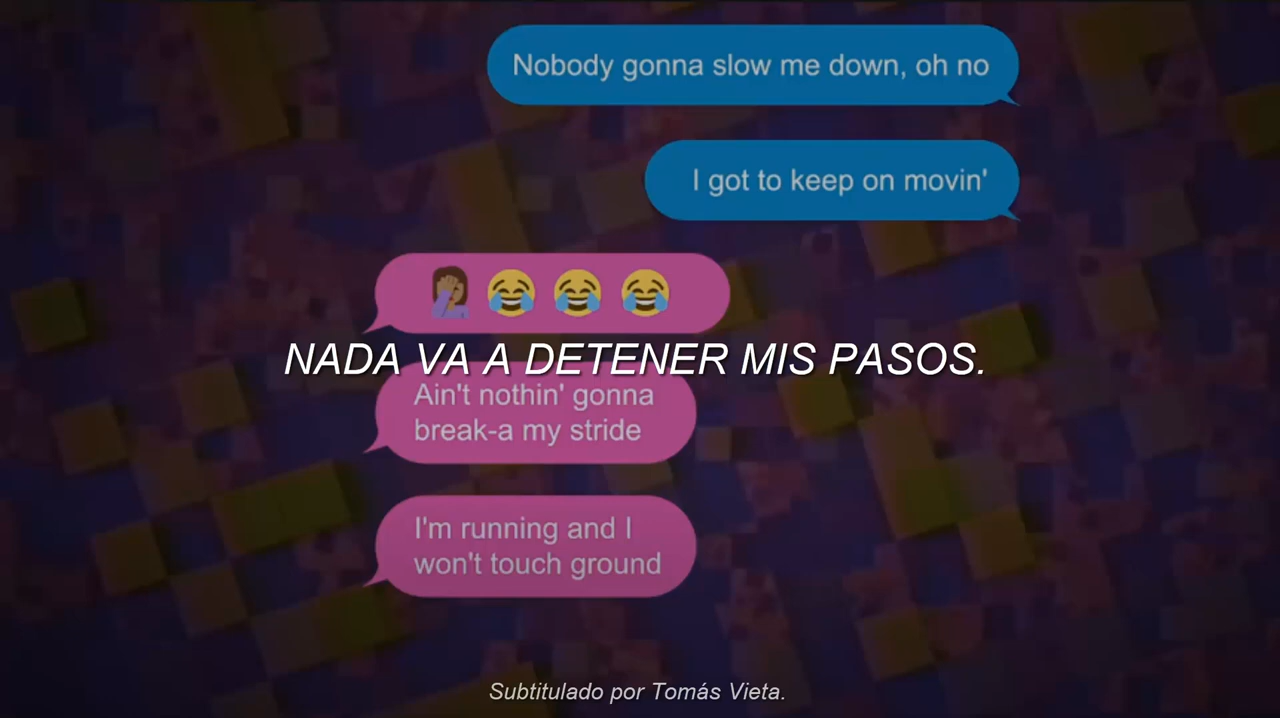 Nobody gonna slow me down, oh no
I got to keep on movin'
🤦🏾‍♀️ 😂 😂 😂
NADA VA A DETENER MIS PASOS.
Ain't nothin' gonna
break-a my stride
I'm running and I
won't touch ground
Subtitulado por Tomás Vieta.